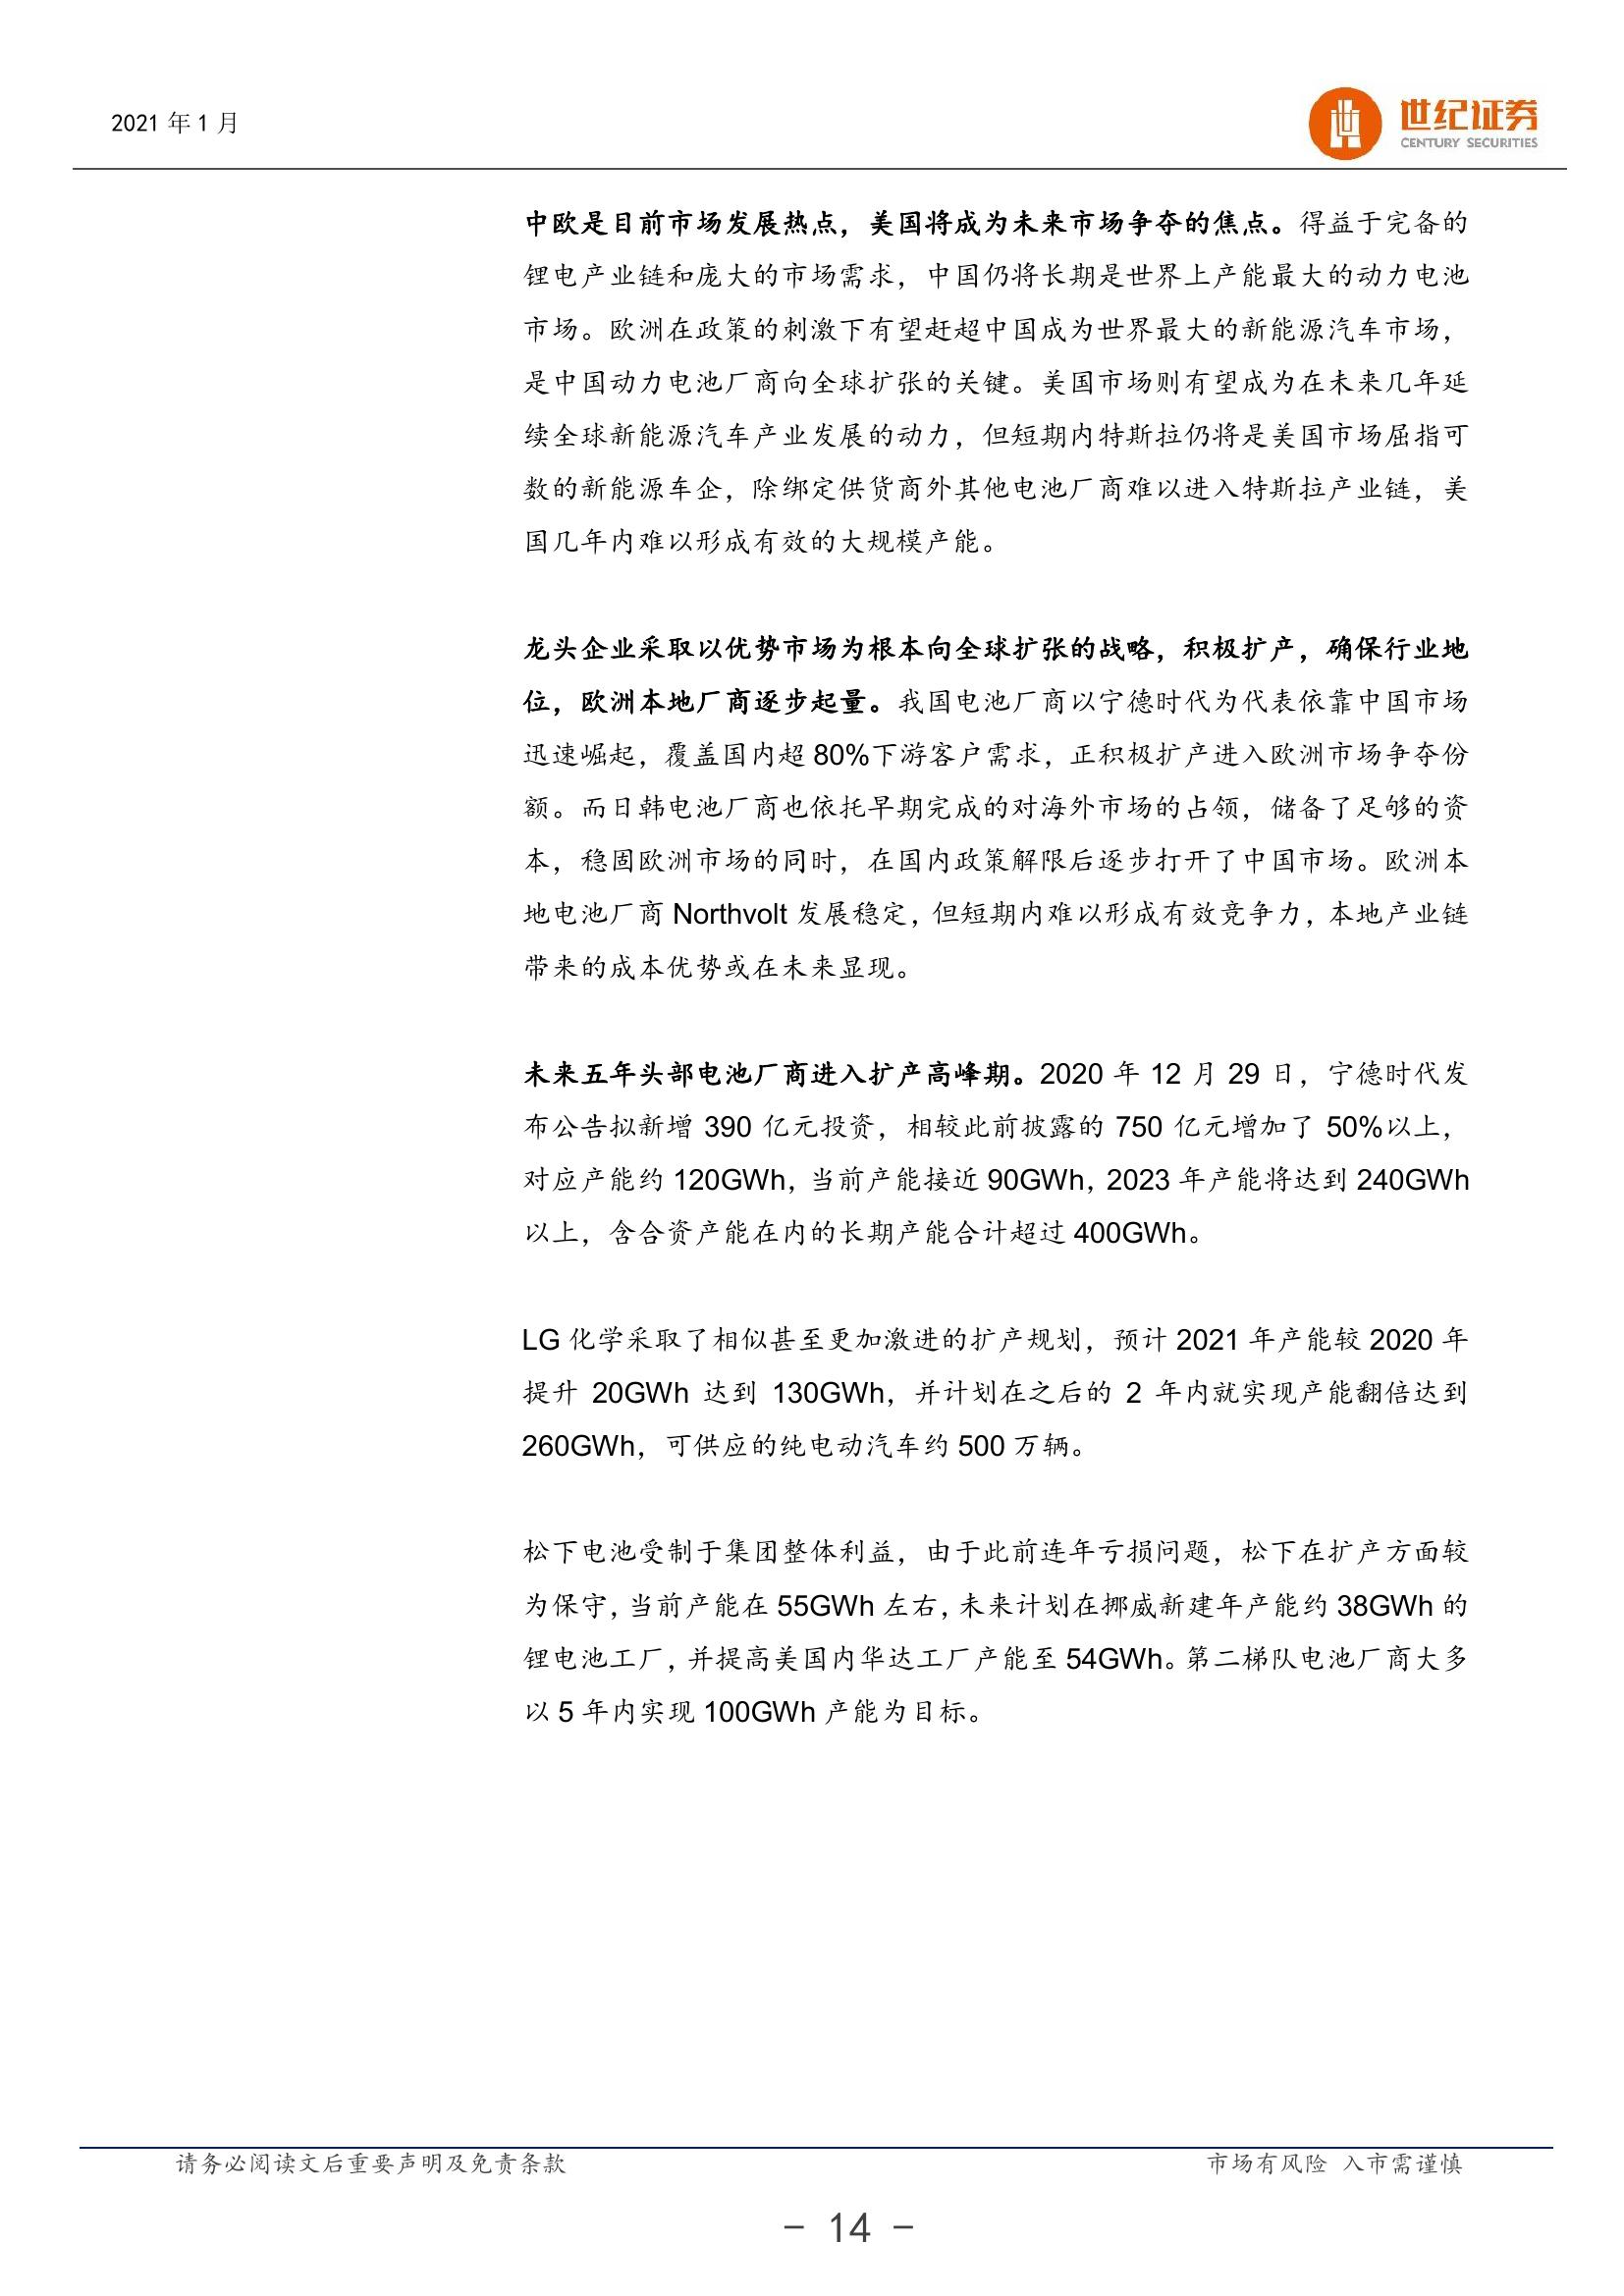 2021 年 1 月
世纪证券
CENTURY SECURITIES
中欧是目前市场发展热点，美国将成为未来市场争夺的焦点。得益于完备的
锂电产业链和庞大的市场需求，中国仍将长期是世界上产能最大的动力电池
市场。欧洲在政策的刺激下有望赶超中国成为世界最大的新能源汽车市场，
是中国动力电池厂商向全球扩张的关键。美国市场则有望成为在未来几年延
续全球新能源汽车产业发展的动力，但短期内特斯拉仍将是美国市场屈指可
数的新能源车企，除绑定供货商外其他电池厂商难以进入特斯拉产业链，美
国几年内难以形成有效的大规模产能。
龙头企业采取以优势市场为根本向全球扩张的战略，积极扩产，确保行业地
位，欧洲本地厂商逐步起量。我国电池厂商以宁德时代为代表依靠中国市场
迅速崛起，覆盖国内超 80%下游客户需求，正积极扩产进入欧洲市场争夺份
额。而日韩电池厂商也依托早期完成的对海外市场的占领，储备了足够的资
本，稳固欧洲市场的同时，在国内政策解限后逐步打开了中国市场。欧洲本
地电池厂商 Northvolt 发展稳定，但短期内难以形成有效竞争力，本地产业链
带来的成本优势或在未来显现。
未来五年头部电池厂商进入扩产高峰期。2020 年 12 月 29 日，宁德时代发
布公告拟新增 390 亿元投资，相较此前披露的 750 亿元增加了 50%以上，
对应产能约 120GWh，当前产能接近 90GWh，2023 年产能将达到 240GWh
以上，含合资产能在内的长期产能合计超过 400GWh。
LG 化学采取了相似甚至更加激进的扩产规划，预计 2021 年产能较 2020 年
提升 20GWh 达到 130GWh，并计划在之后的 2 年内就实现产能翻倍达到
260GWh，可供应的纯电动汽车约 500 万辆。
松下电池受制于集团整体利益，由于此前连年亏损问题，松下在扩产方面较
为保守，当前产能在 55GWh 左右，未来计划在挪威新建年产能约 38GWh 的
锂电池工厂，并提高美国内华达工厂产能至 54GWh。第二梯队电池厂商大多
以 5 年内实现 100GWh 产能为目标。
请务必阅读文后重要声明及免责条款
市场有风险 入市需谨慎
- 14 -